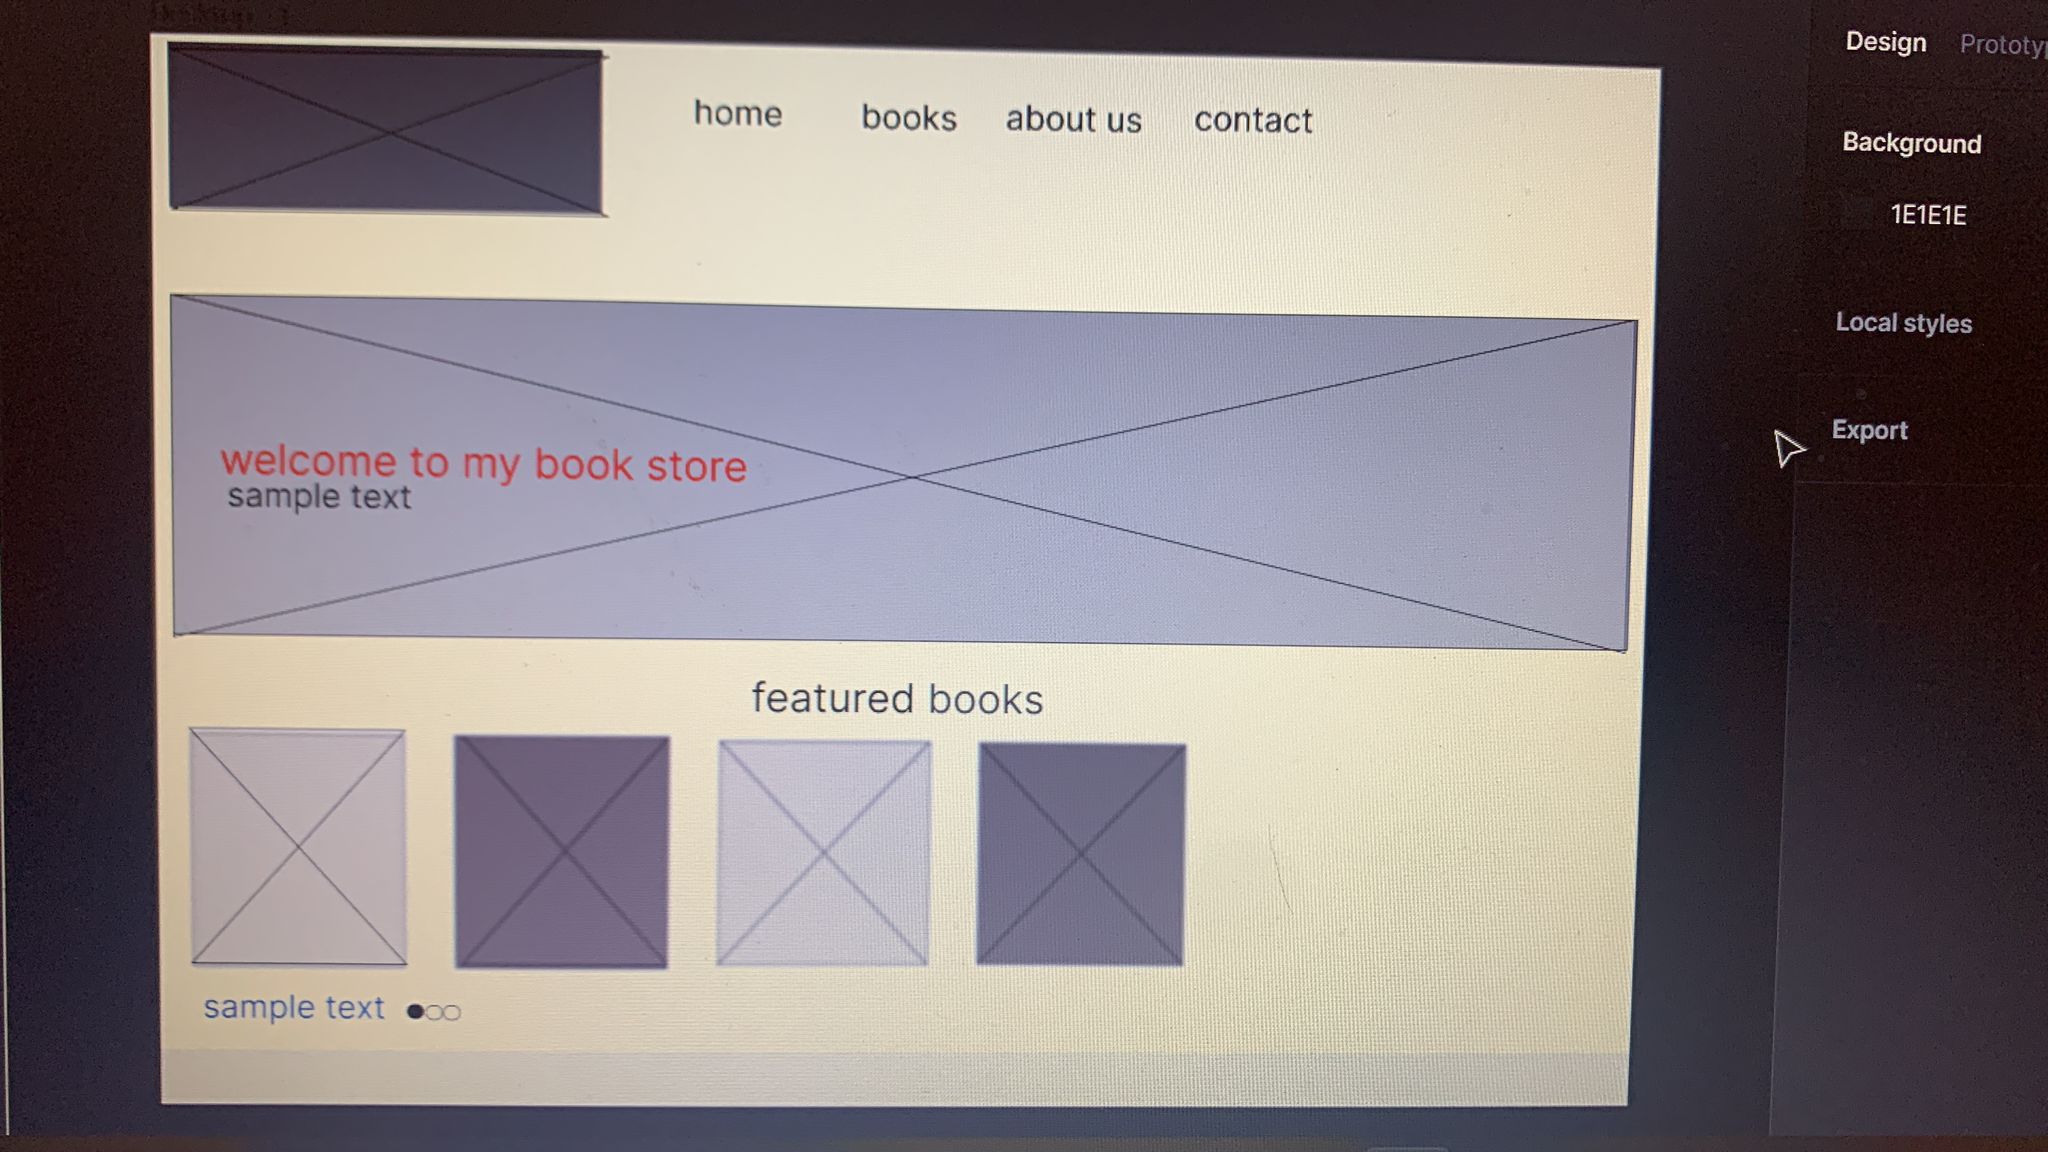 Design
home books about us contact
Background
1E1E1E
Local styles
Export
welcome to my book store
sample text
featured books
sample text